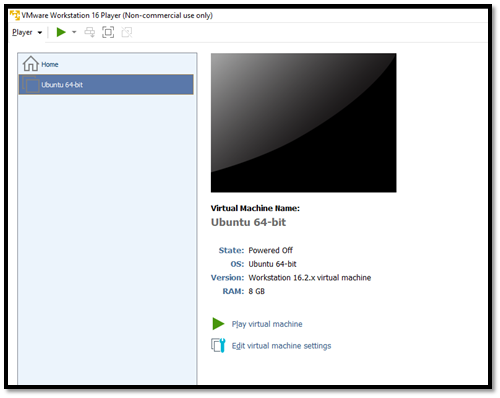 VMware Workstation 16 Player (Non-commercial use only)
Player
Home
Ubuntu 64-bit
Virtual Machine Name:
Ubuntu 64-bit
State: Powered Off
OS: Ubuntu 64-bit
Version: Workstation 16.2.x virtual machine
RAM: 8 GB
Play virtual machine
Edit virtual machine settings